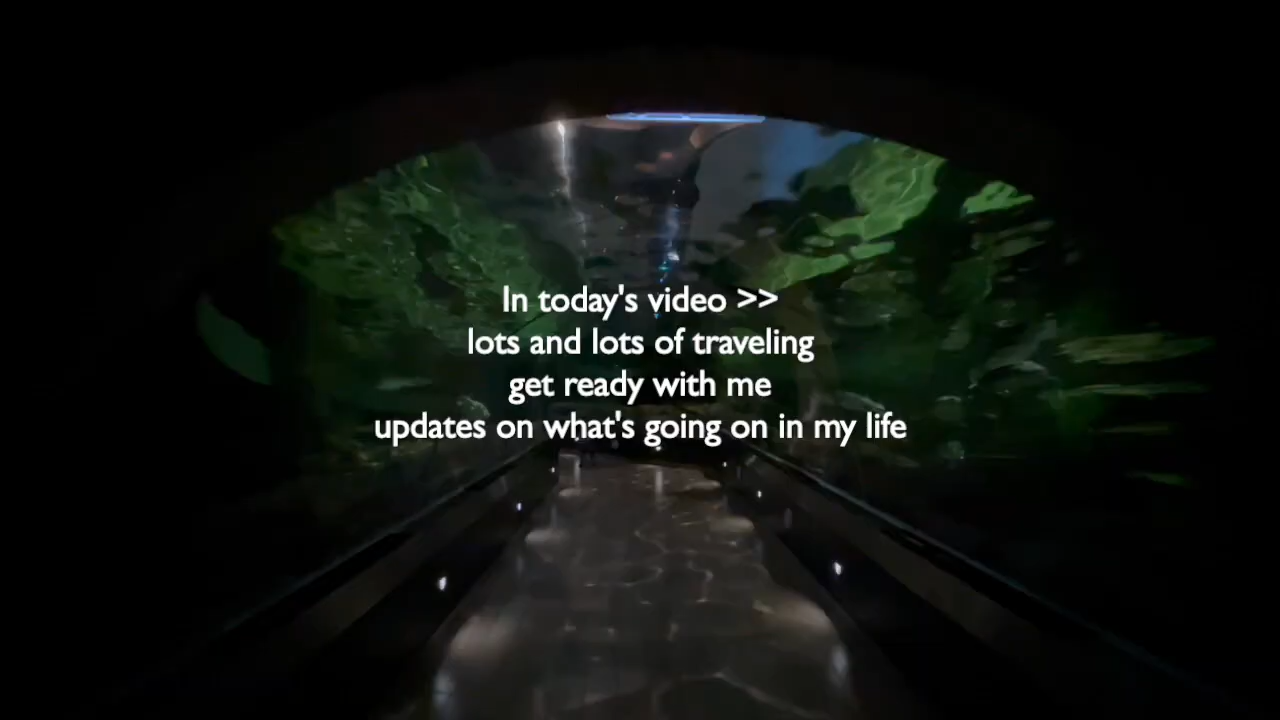 In today's video >>
lots and lots of traveling
get ready with me
updates on what's going on in my life